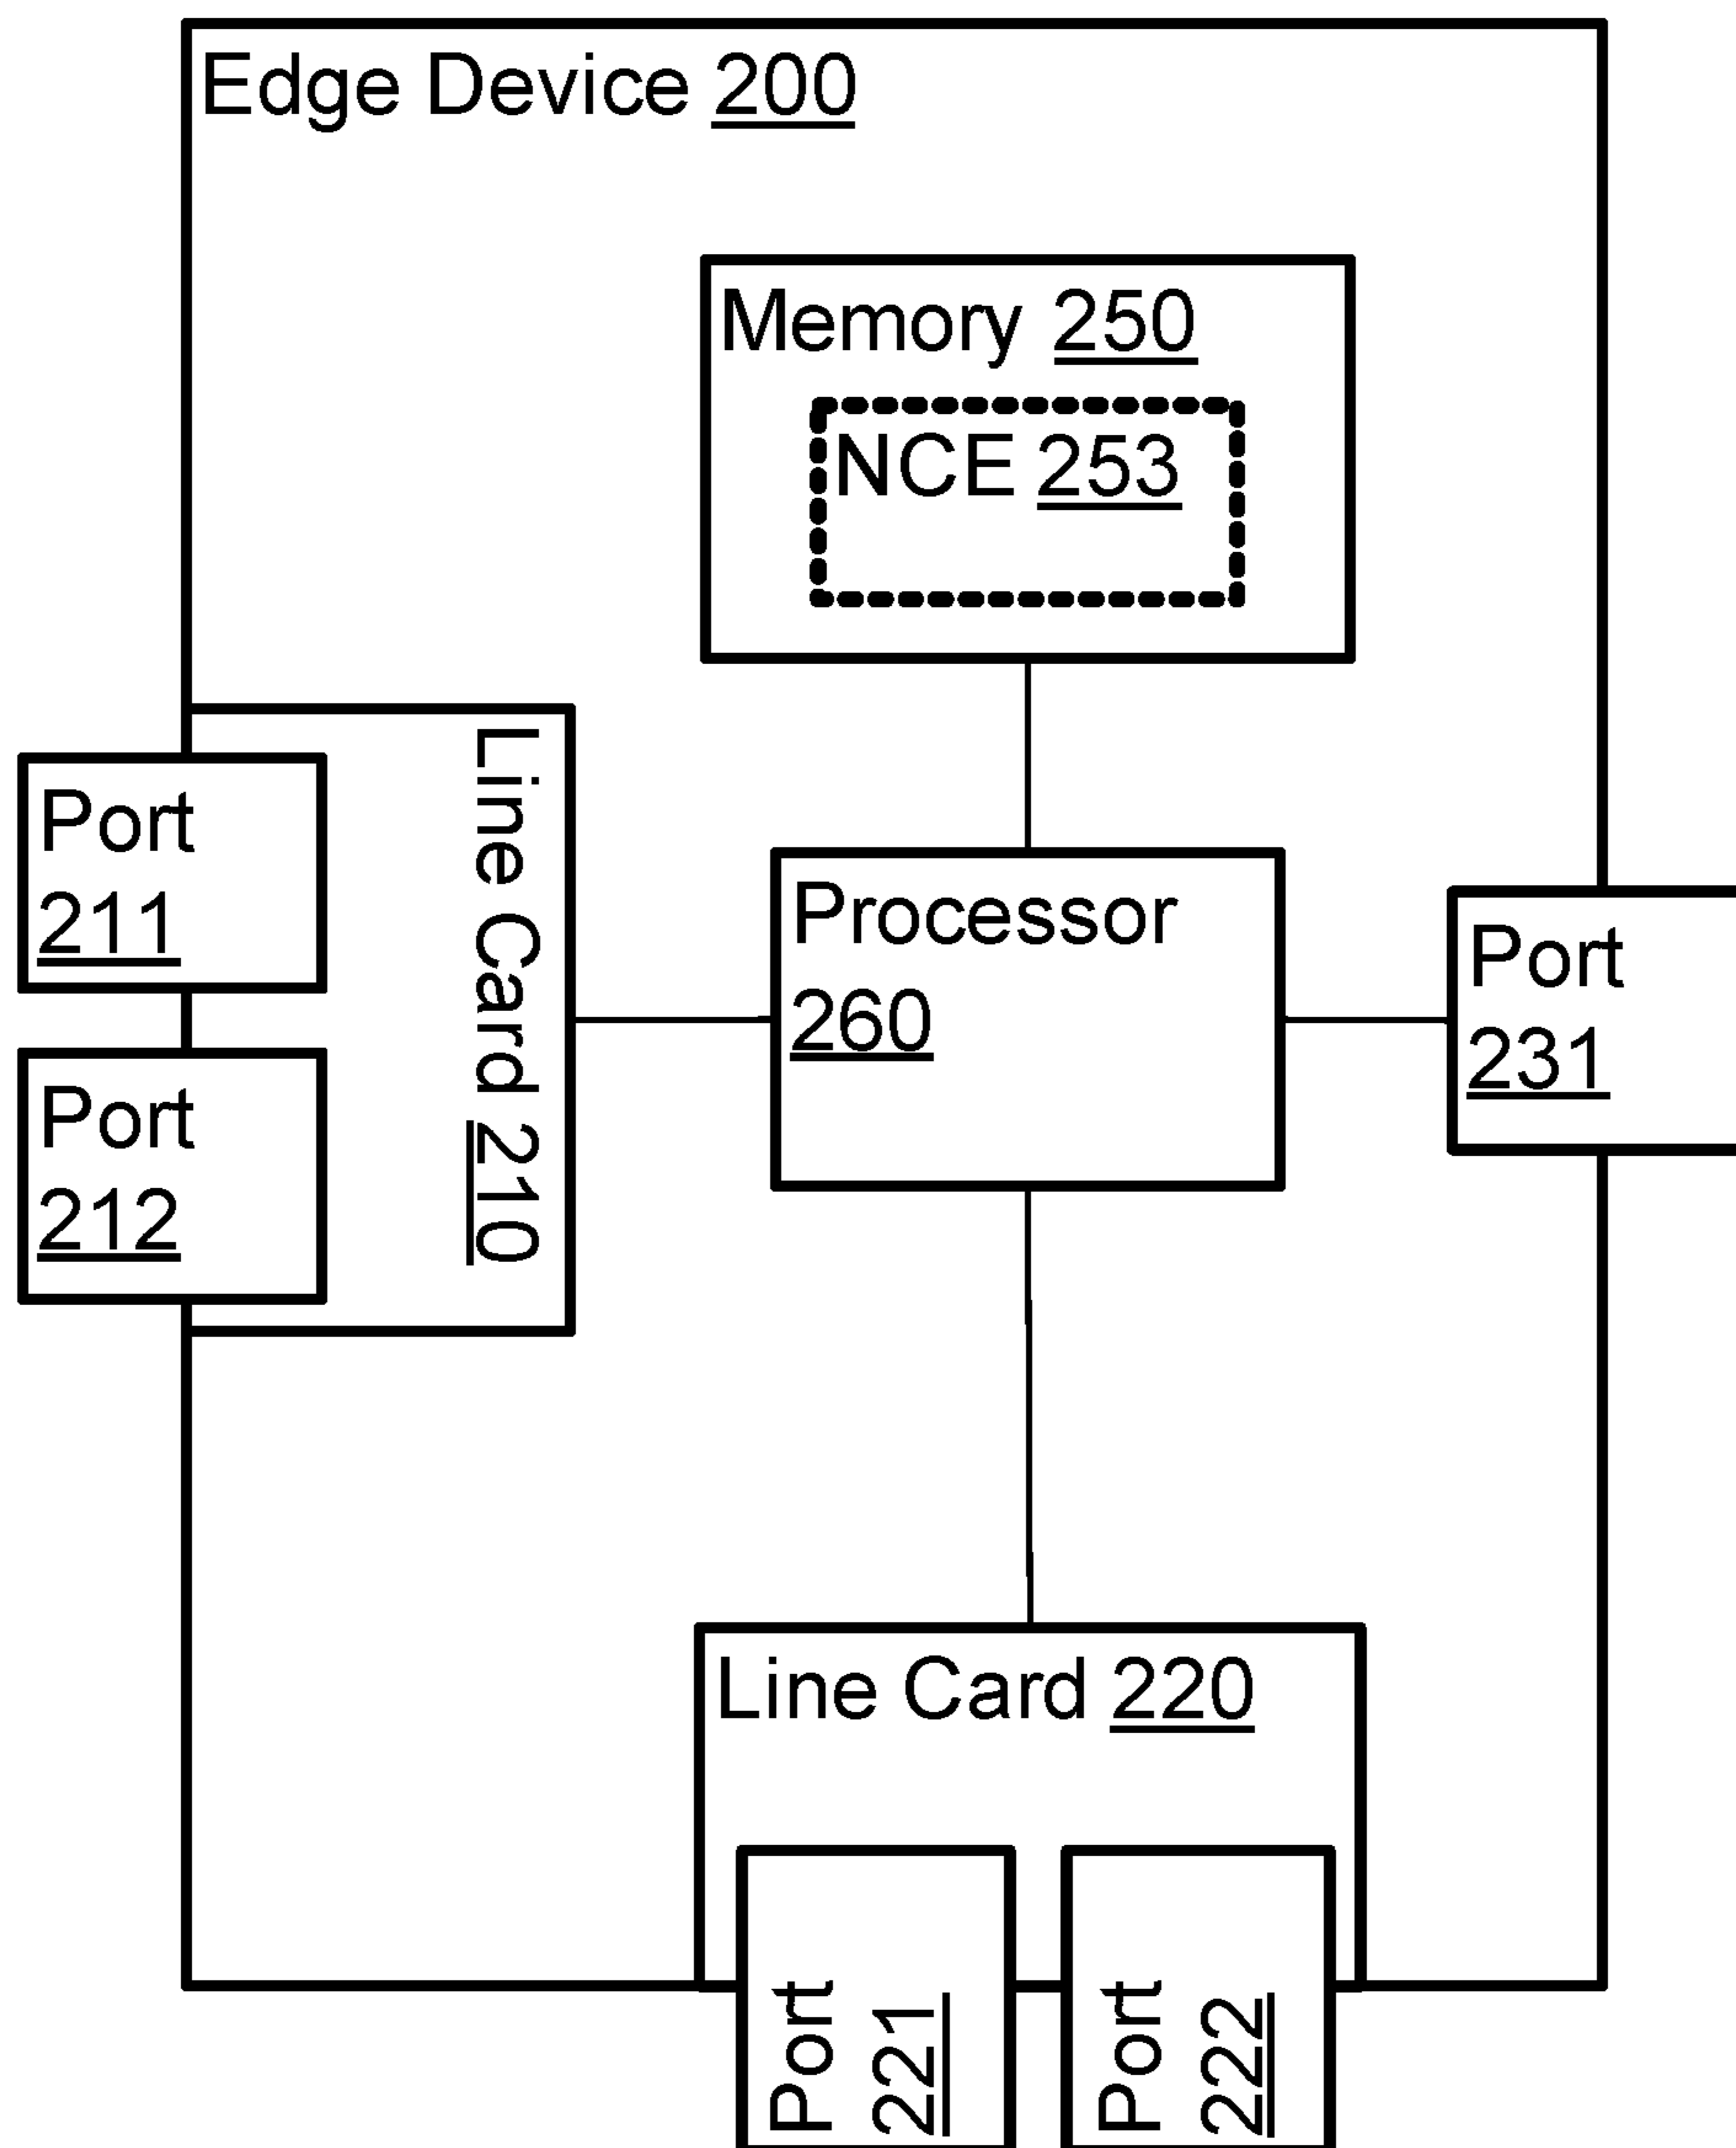 Edge Device 200
Memory 250
NCE 253
Line Card 210
Port
211
Port
212
Processor
260
Port
231
Line Card 220
Port
221
Port
222